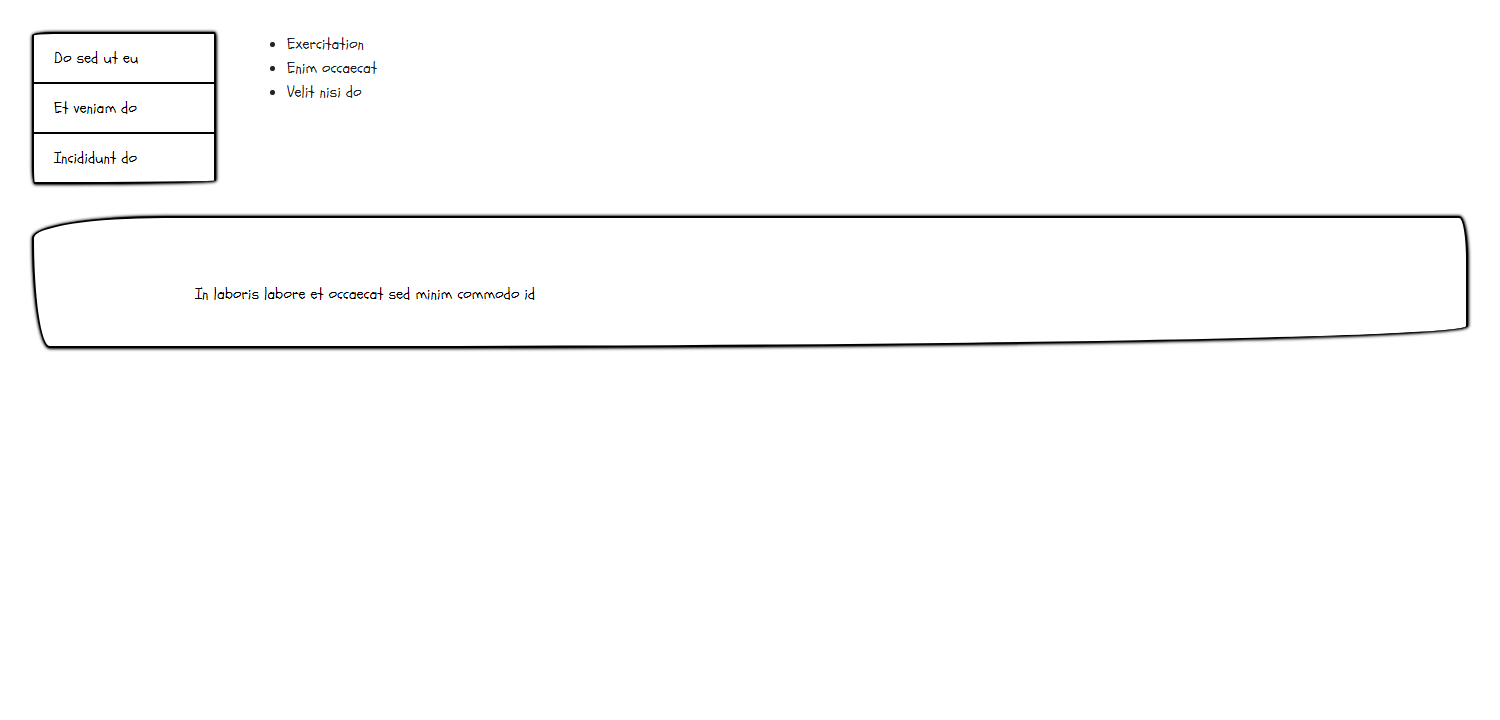 Do sed ut eu
Et veniam do
Incididunt do
Exercitation
Enim occaecat
Velit nisi do
In laboris labore et occaecat sed minim commodo id